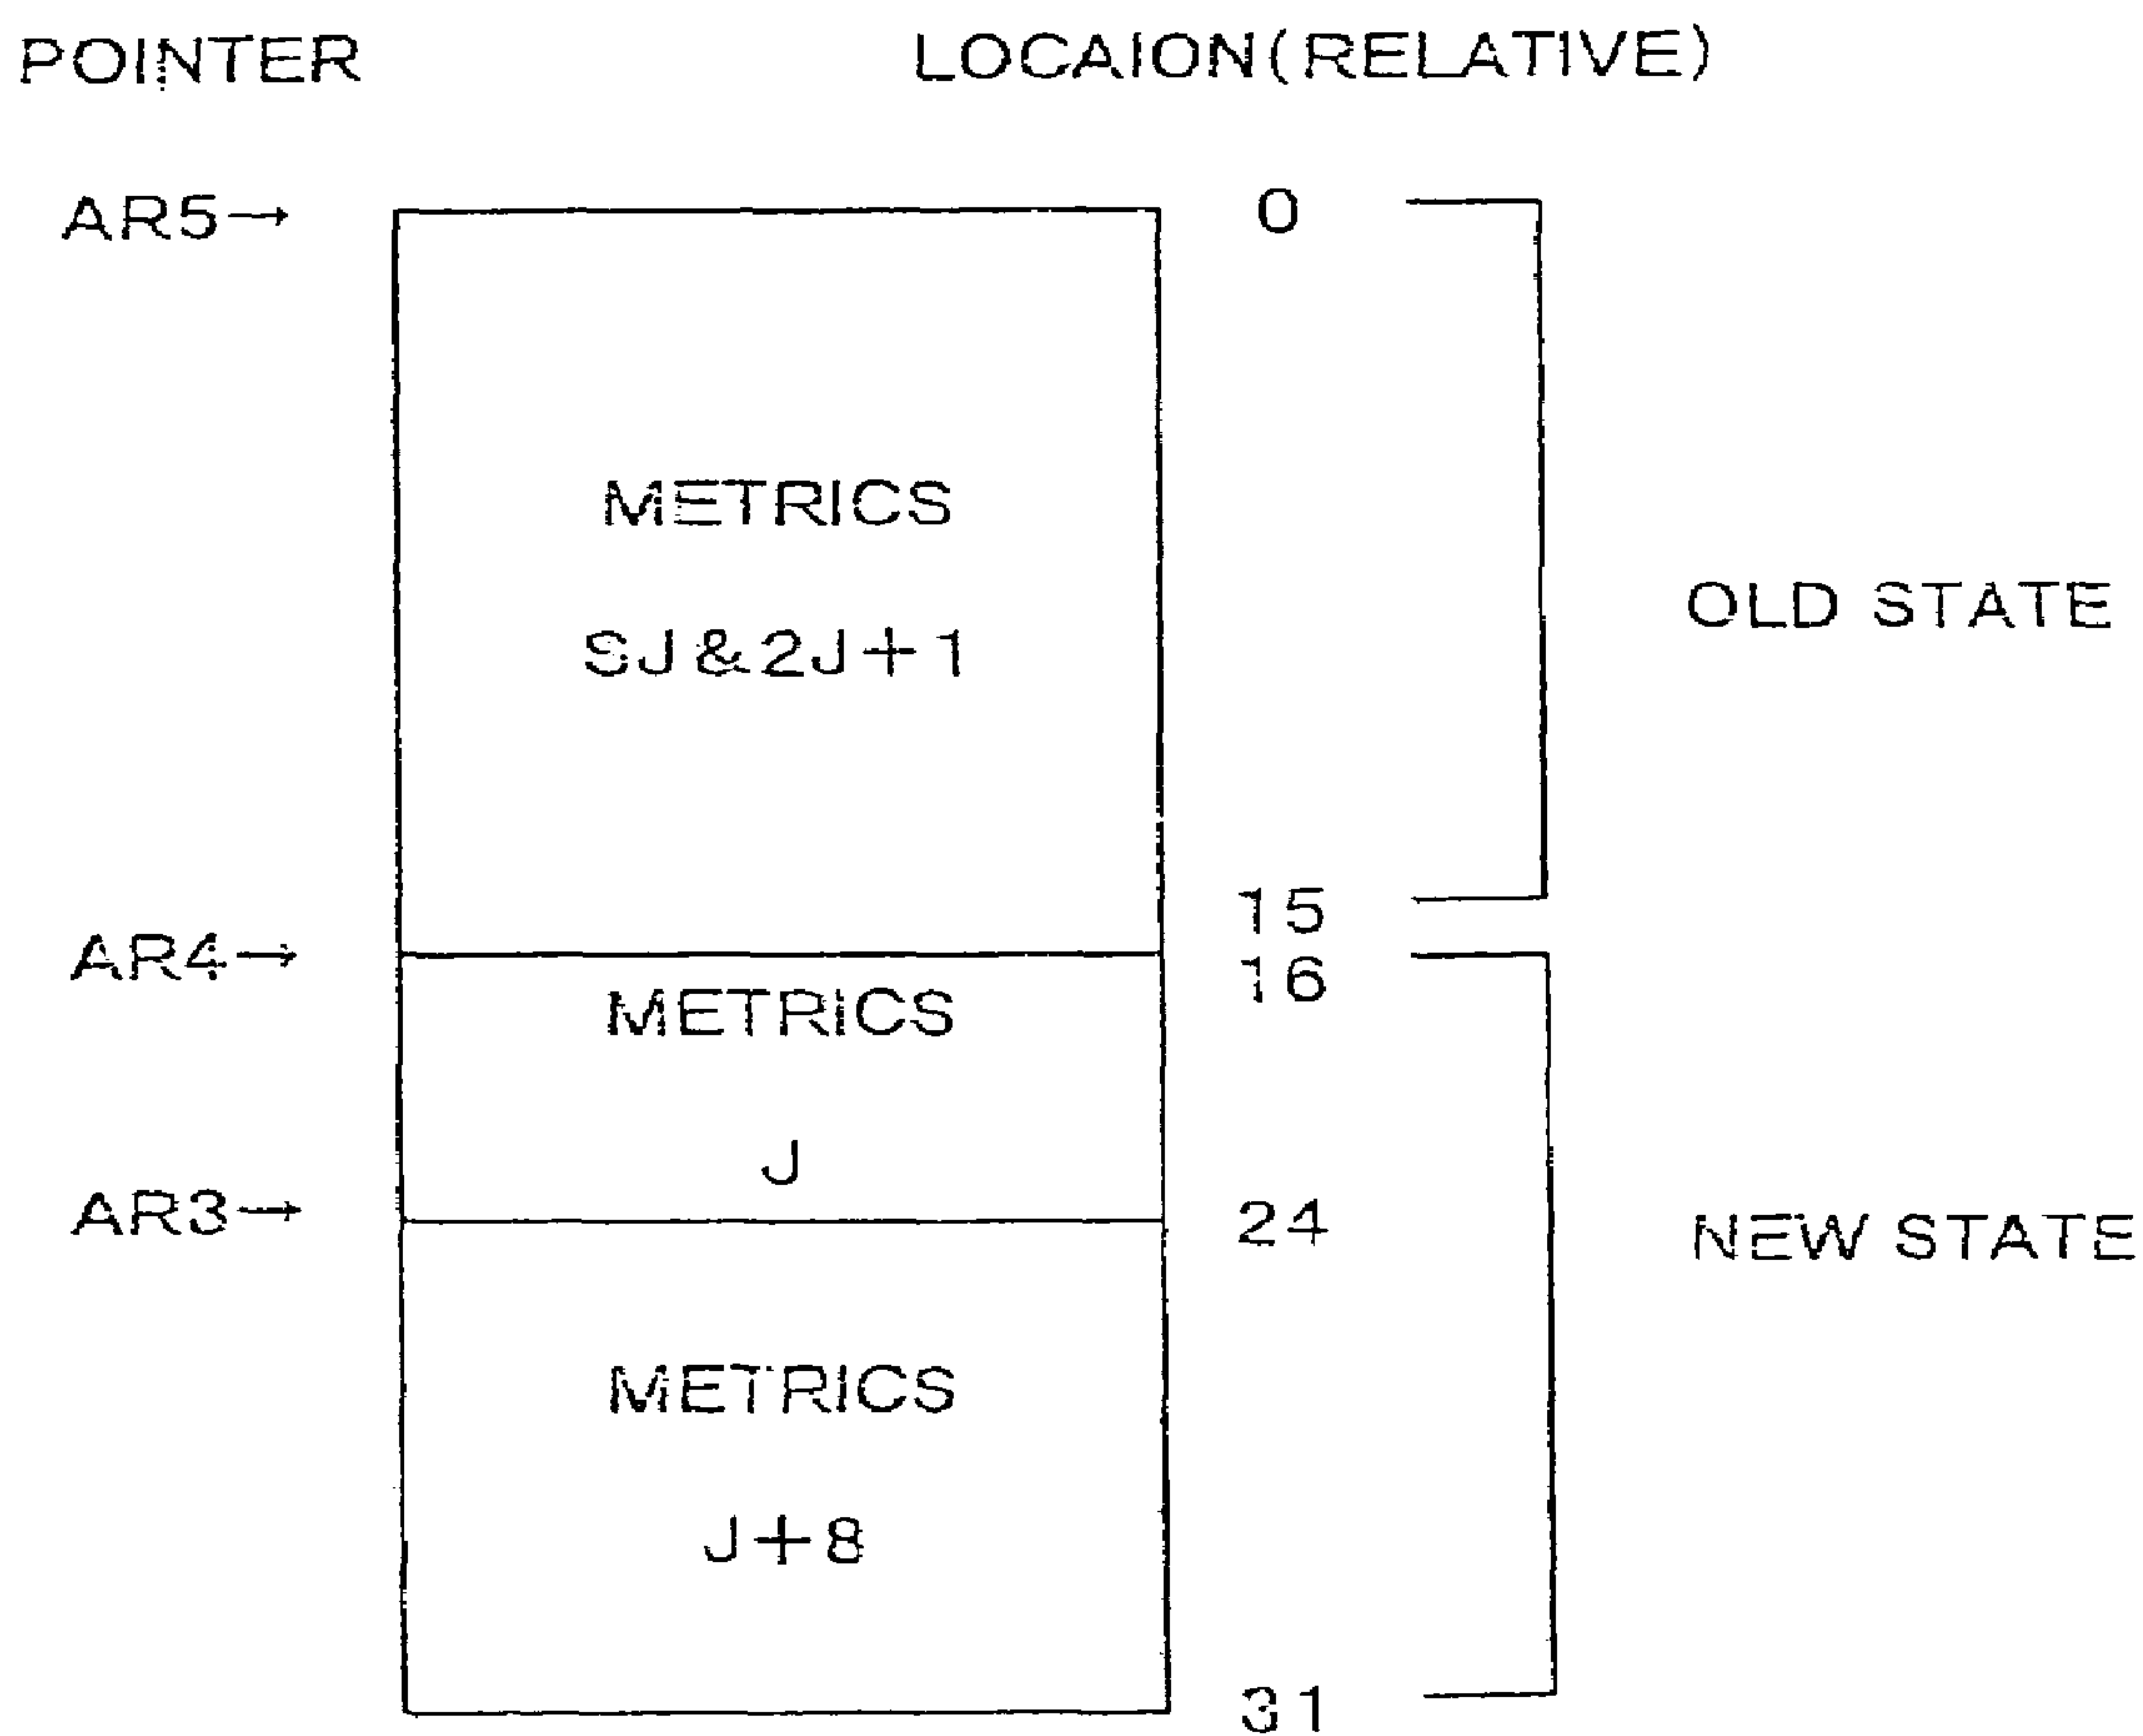 POINTER LOCAION(RELATIVE)
AR5→ 0
METRICS
OLD STATE
SJ&2J+1
15
AR4→
16
METRICS
J
AR3→ 24
NEW STATE
METRICS
J+8
31